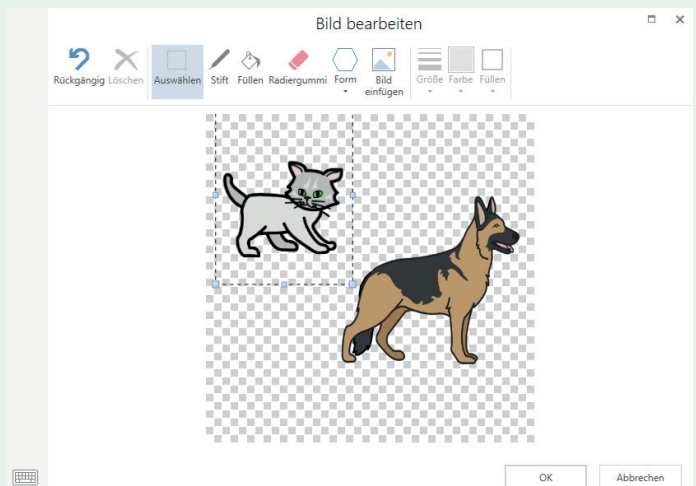 Bild bearbeiten
Rückgängig Löschen Auswählen Stift Füllen Radiergummi Form Bild einfügen Größe Farbe Füllen
OK Abbrechen